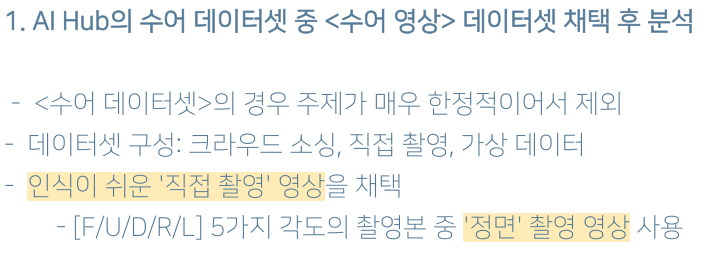 1. AI Hub의 수어 데이터셋 중 <수어 영상> 데이터셋 채택 후 분석
- <수어 데이터셋>의 경우 주제가 매우 한정적이어서 제외
- 데이터셋 구성: 크라우드 소싱, 직접 촬영, 가상 데이터
- 인식이 쉬운 '직접 촬영' 영상을 채택
- [F/U/D/R/L] 5가지 각도의 촬영본 중 '정면' 촬영 영상 사용